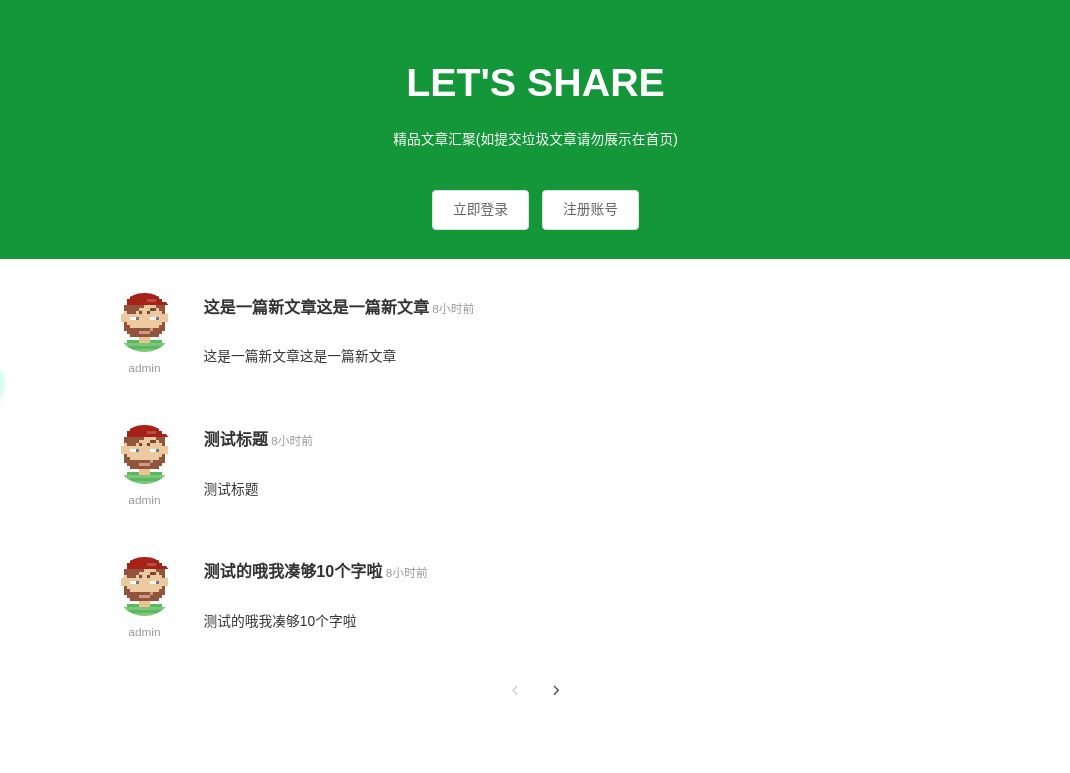 LET'S SHARE
精品文章汇聚(如提交垃圾文章请勿展示在首页)
立即登录 注册账号
这是一篇新文章这是一篇新文章 8小时前
这是一篇新文章这是一篇新文章
admin
测试标题 8小时前
测试标题
admin
测试的哦我凑够10个字啦 8小时前
测试的哦我凑够10个字啦
admin